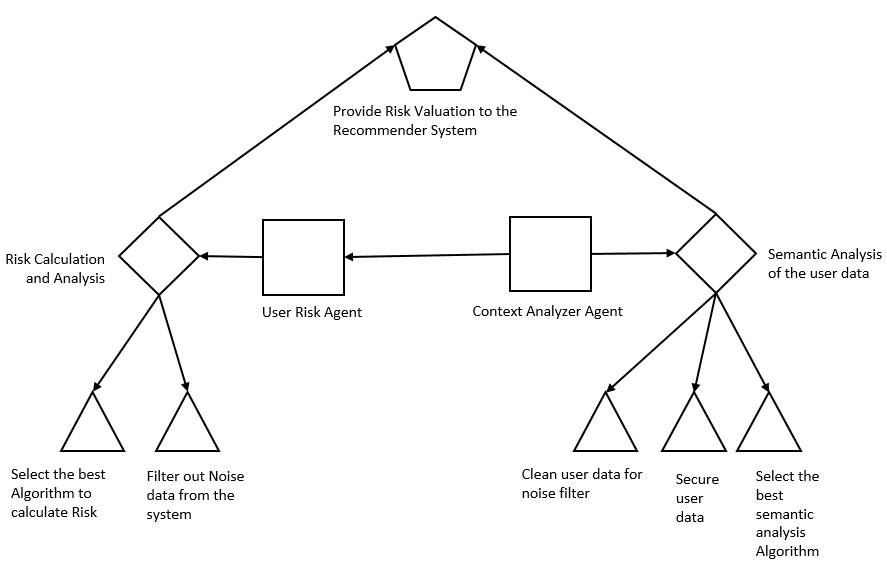 Provide Risk Valuation to the
Recommender System
Risk Calculation
and Analysis
User Risk Agent
Context Analyzer Agent
Semantic Analysis
of the user data
Select the best
Algorithm to
calculate Risk
Filter out Noise
data from the
system
Clean user data for
noise filter
Secure
user
data
Select the
best
semantic
analysis
Algorithm